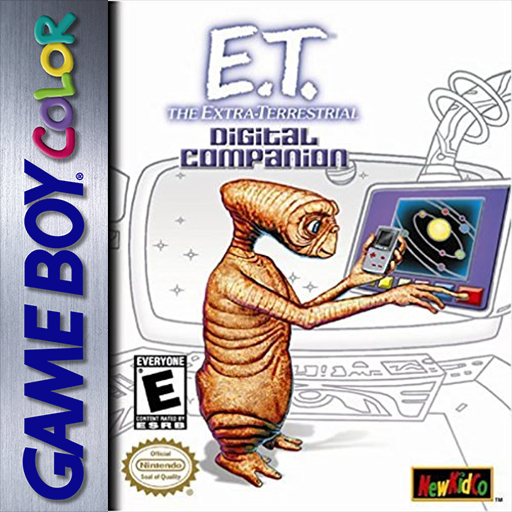 GAME BOY COLOR
E.T.
THE EXTRA-TERRESTRIAL
DiGitaL
companion
EVERYONE
E
CONTENT RATED BY
ESRB
Official
Nintendo
Seal of Quality
NewKidCo
TM